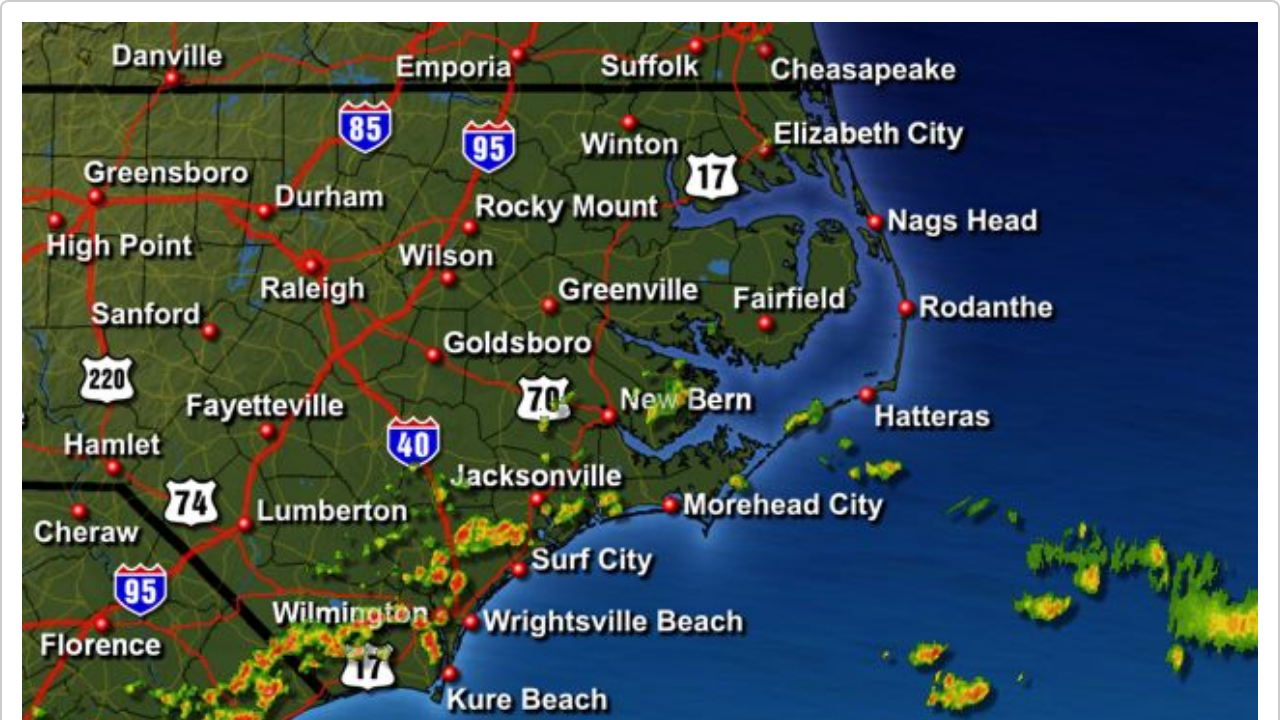 Danville
Emporia
Suffolk
Cheasapeake
85
95
Winton
Elizabeth City
17
Greensboro
Durham
Rocky Mount
Nags Head
High Point
Wilson
Raleigh
Greenville
Fairfield
Rodanthe
Sanford
Goldsboro
220
70
New Bern
Fayetteville
Hatteras
40
Hamlet
Jacksonville
74
Morehead City
Lumberton
Cheraw
Surf City
95
Wilmington
Wrightsville Beach
Florence
17
Kure Beach